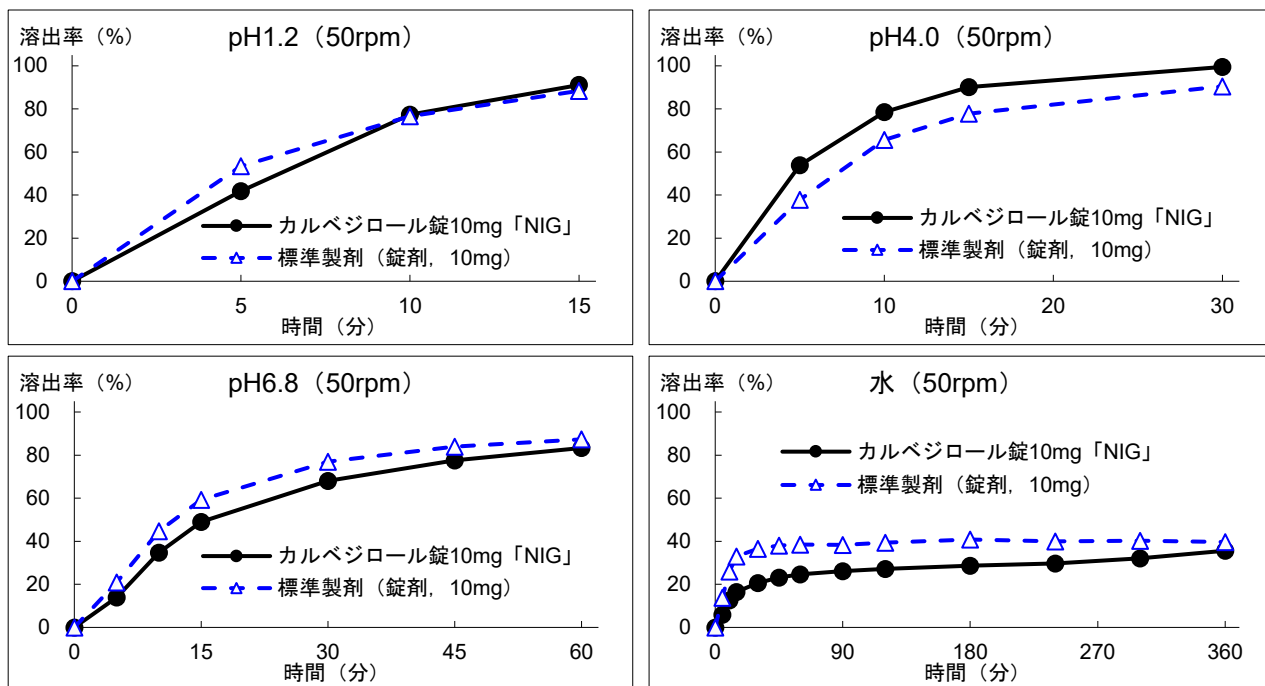 溶出率(%)
pH1.2(50rpm)
100
80
60
40
20
0
カルベジロール錠10mg「NIG」
標準製剤(錠剤,10mg)
0 5 10 15
時間(分)
溶出率(%)
pH4.0(50rpm)
100
80
60
40
20
0
カルベジロール錠10mg「NIG」
標準製剤(錠剤,10mg)
0 10 20 30
時間(分)
溶出率(%)
pH6.8(50rpm)
100
80
60
40
20
0
カルベジロール錠10mg「NIG」
標準製剤(錠剤,10mg)
0 15 30 45 60
時間(分)
溶出率(%)
水(50rpm)
100
80
60
40
20
0
カルベジロール錠10mg「NIG」
標準製剤(錠剤,10mg)
0 90 180 270 360
時間(分)